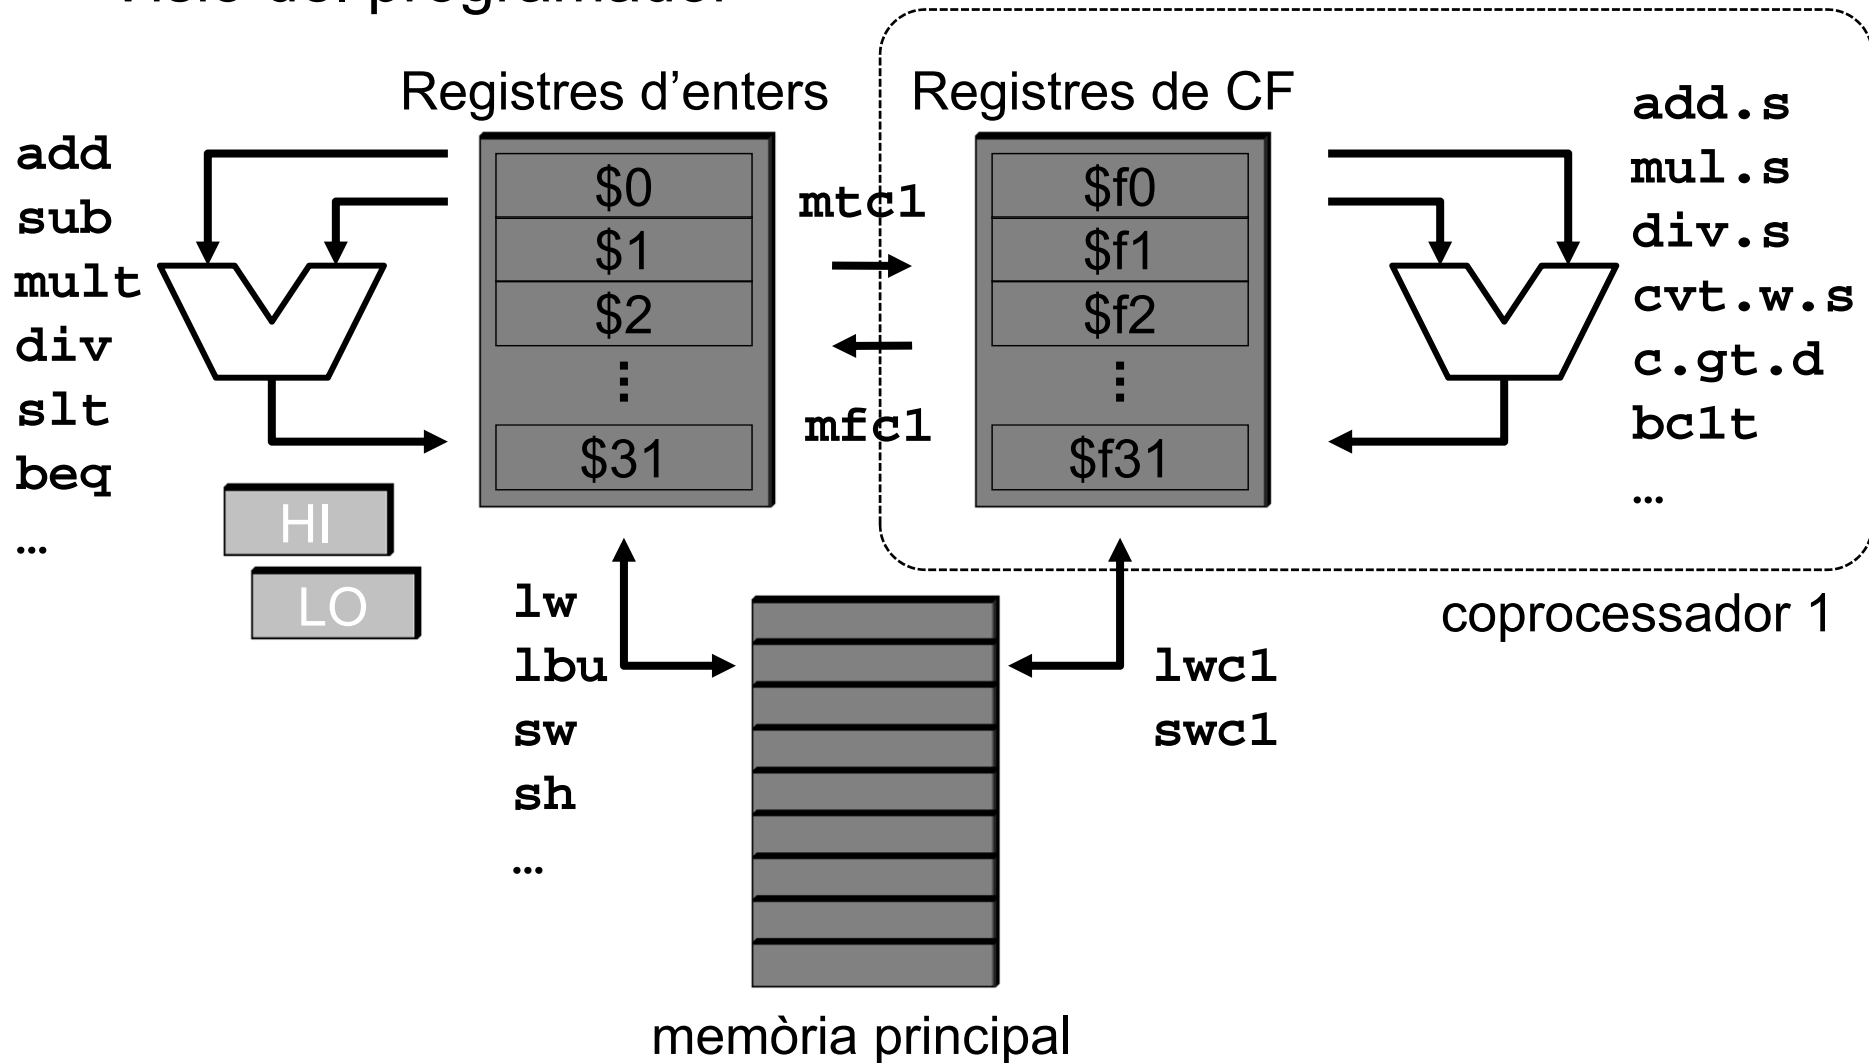 Registres d’enters
Registres de CF
add
sub
mult
div
slt
beq
…
HI
LO
$0
$1
$2
$31
mtc1
mfc1
$f0
$f1
$f2
$f31
add.s
mul.s
div.s
cvt.w.s
c.gt.d
bc1t
…
coprocessador 1
lw
lbu
sw
sh
…
lwc1
swc1
memòria principal